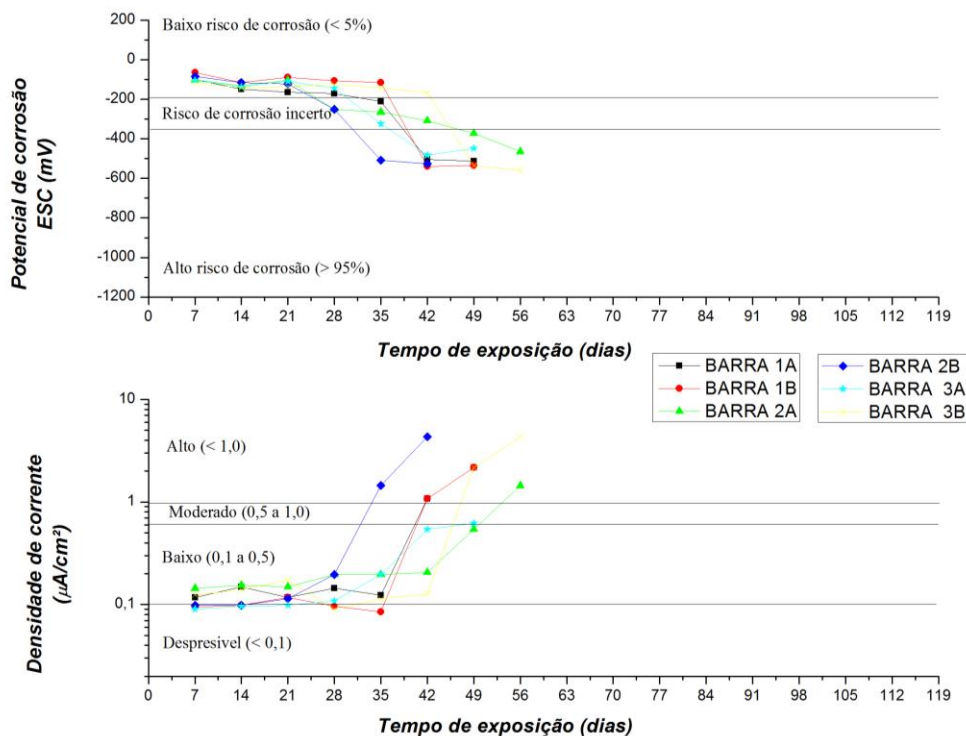 200
Baixo risco de corrosão (< 5%)
0
-200
Risco de corrosão incerto
-400
-600
-800
-1000
Alto risco de corrosão (> 95%)
-1200
Potencial de corrosão
ESC (mV)
0 7 14 21 28 35 42 49 56 63 70 77 84 91 98 105 112 119
Tempo de exposição (dias)
BARRA 1A
BARRA 1B
BARRA 2A
BARRA 2B
BARRA 3A
BARRA 3B
10
Alto (< 1,0)
1
Moderado (0,5 a 1,0)
Baixo (0,1 a 0,5)
0,1
Despresivel (< 0,1)
Densidade de corrente
(µA/cm²)
0 7 14 21 28 35 42 49 56 63 70 77 84 91 98 105 112 119
Tempo de exposição (dias)